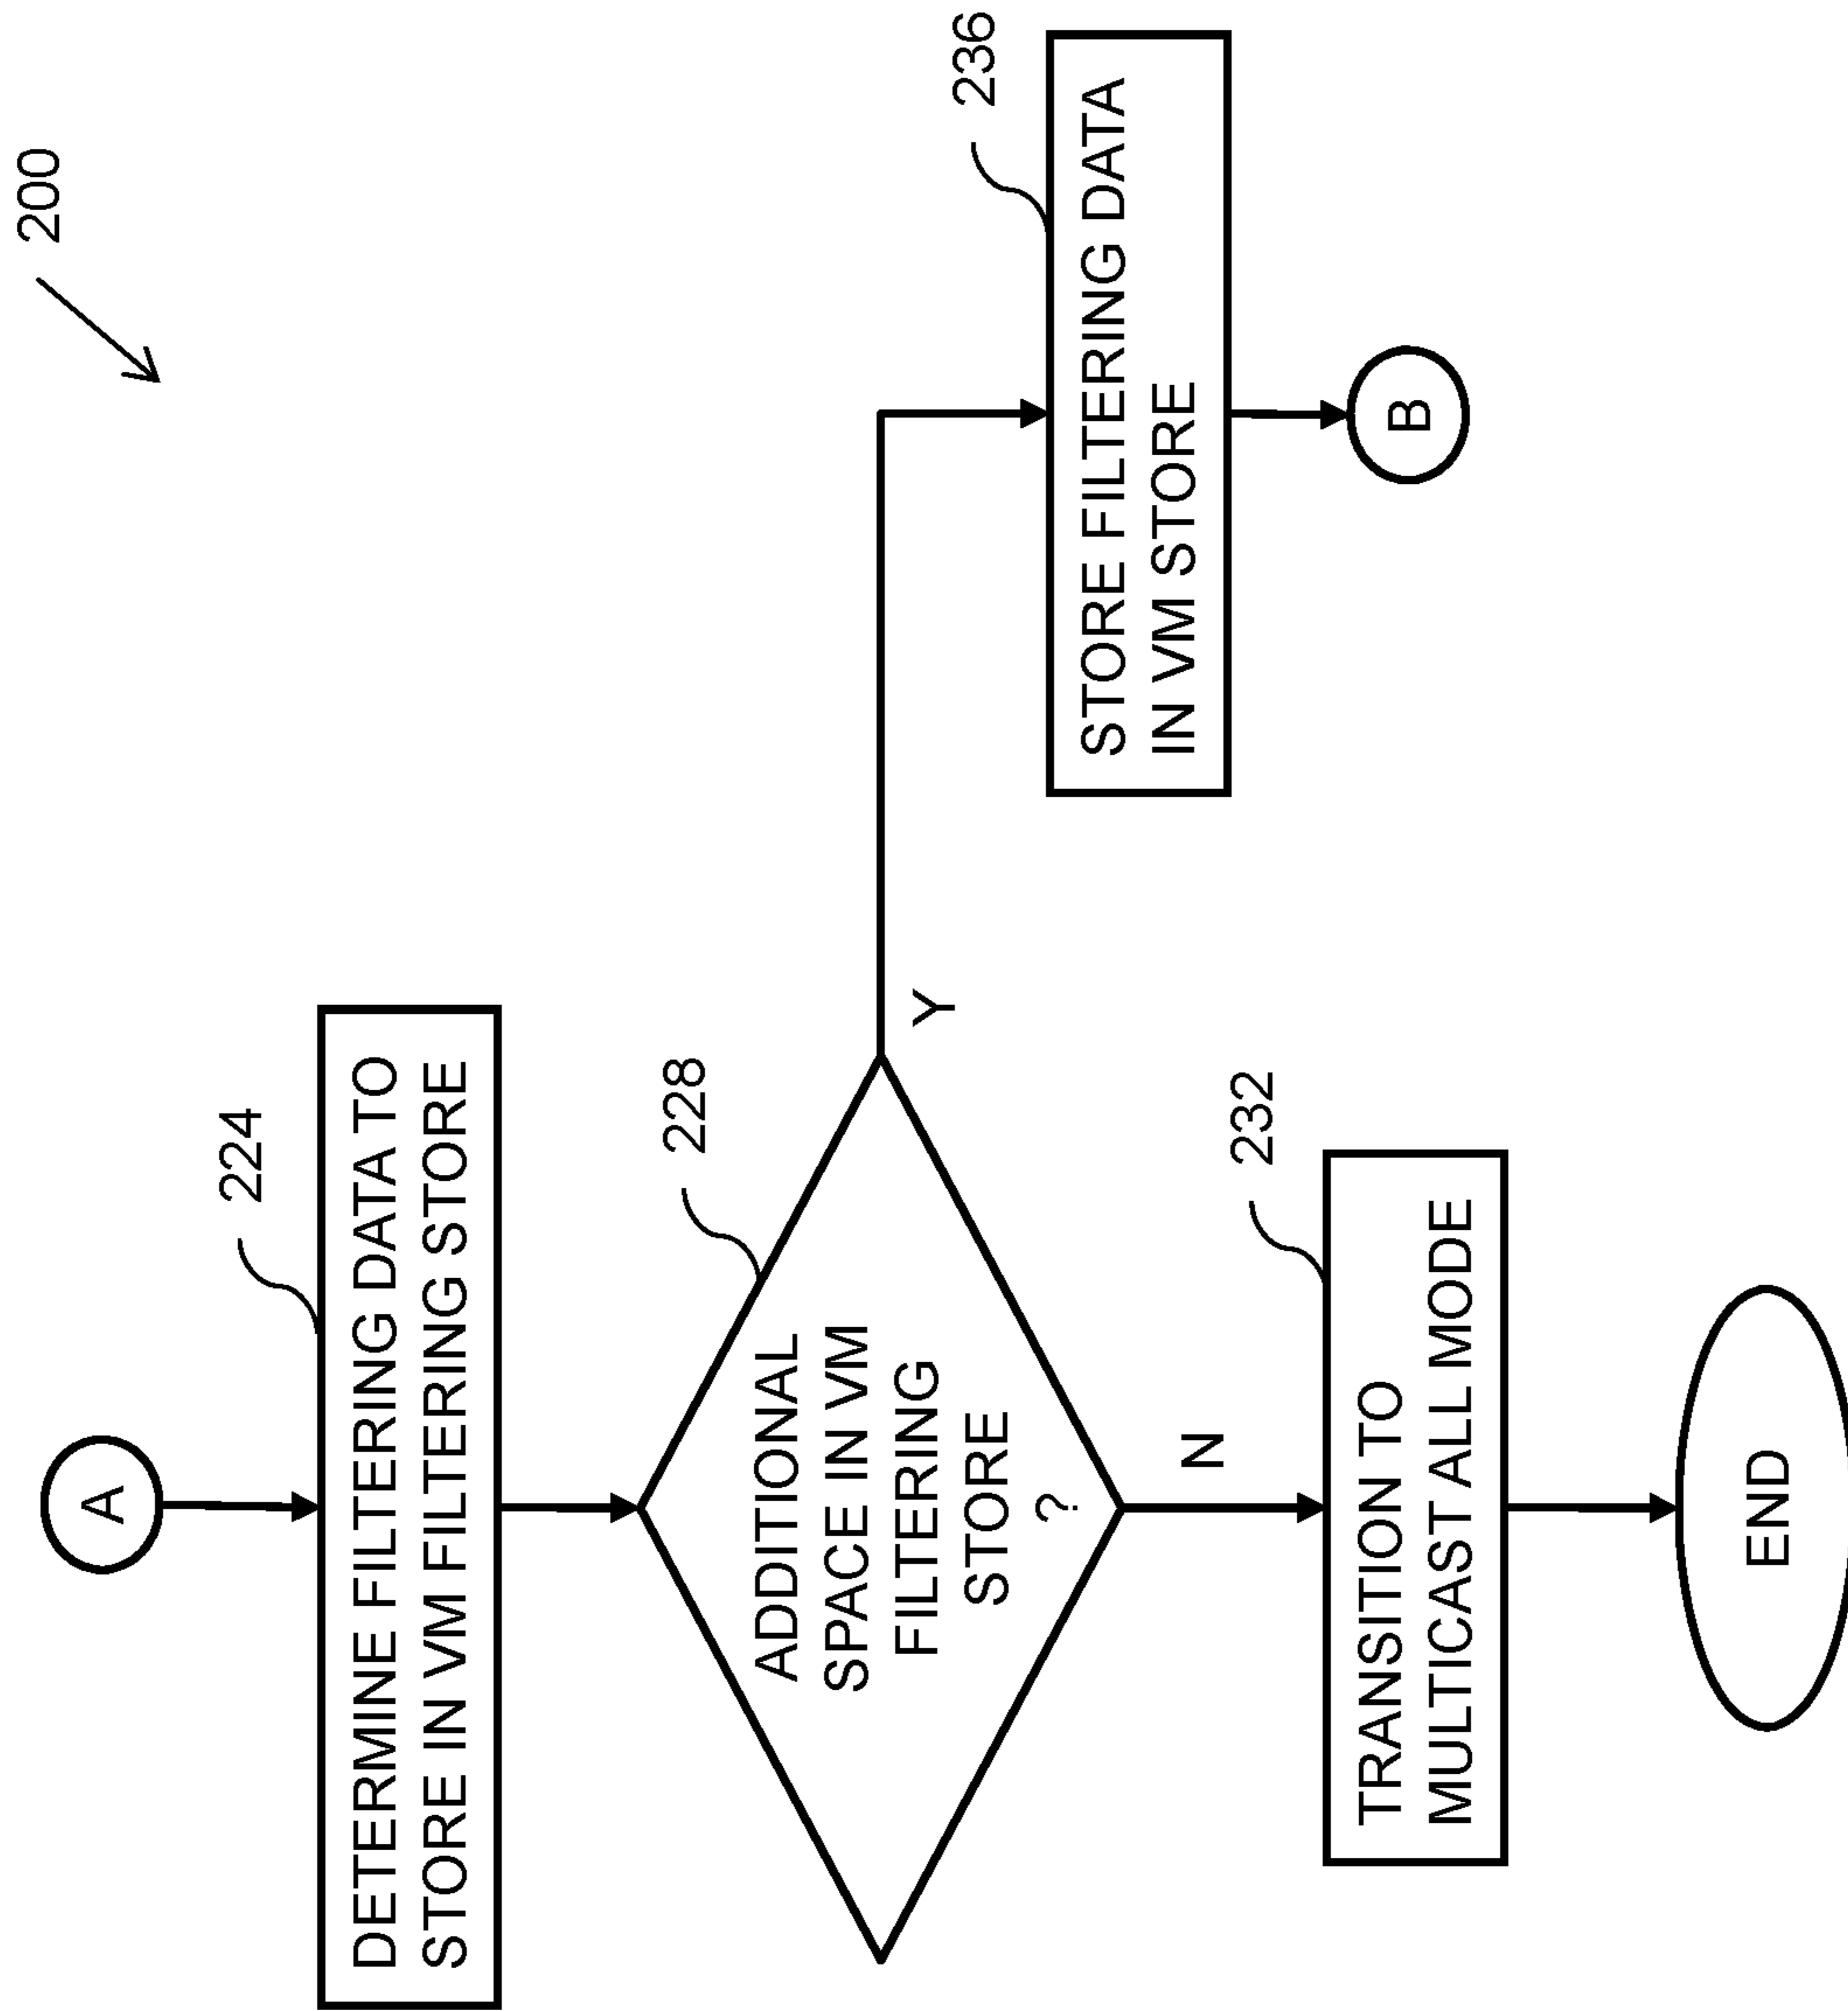 200
A
224
DETERMINE FILTERING DATA TO
STORE IN VM FILTERING STORE
228
ADDITIONAL
SPACE IN VM
FILTERING
STORE
?
Y
N
236
STORE FILTERING DATA
IN VM STORE
B
232
TRANSITION TO
MULTICAST ALL MODE
END